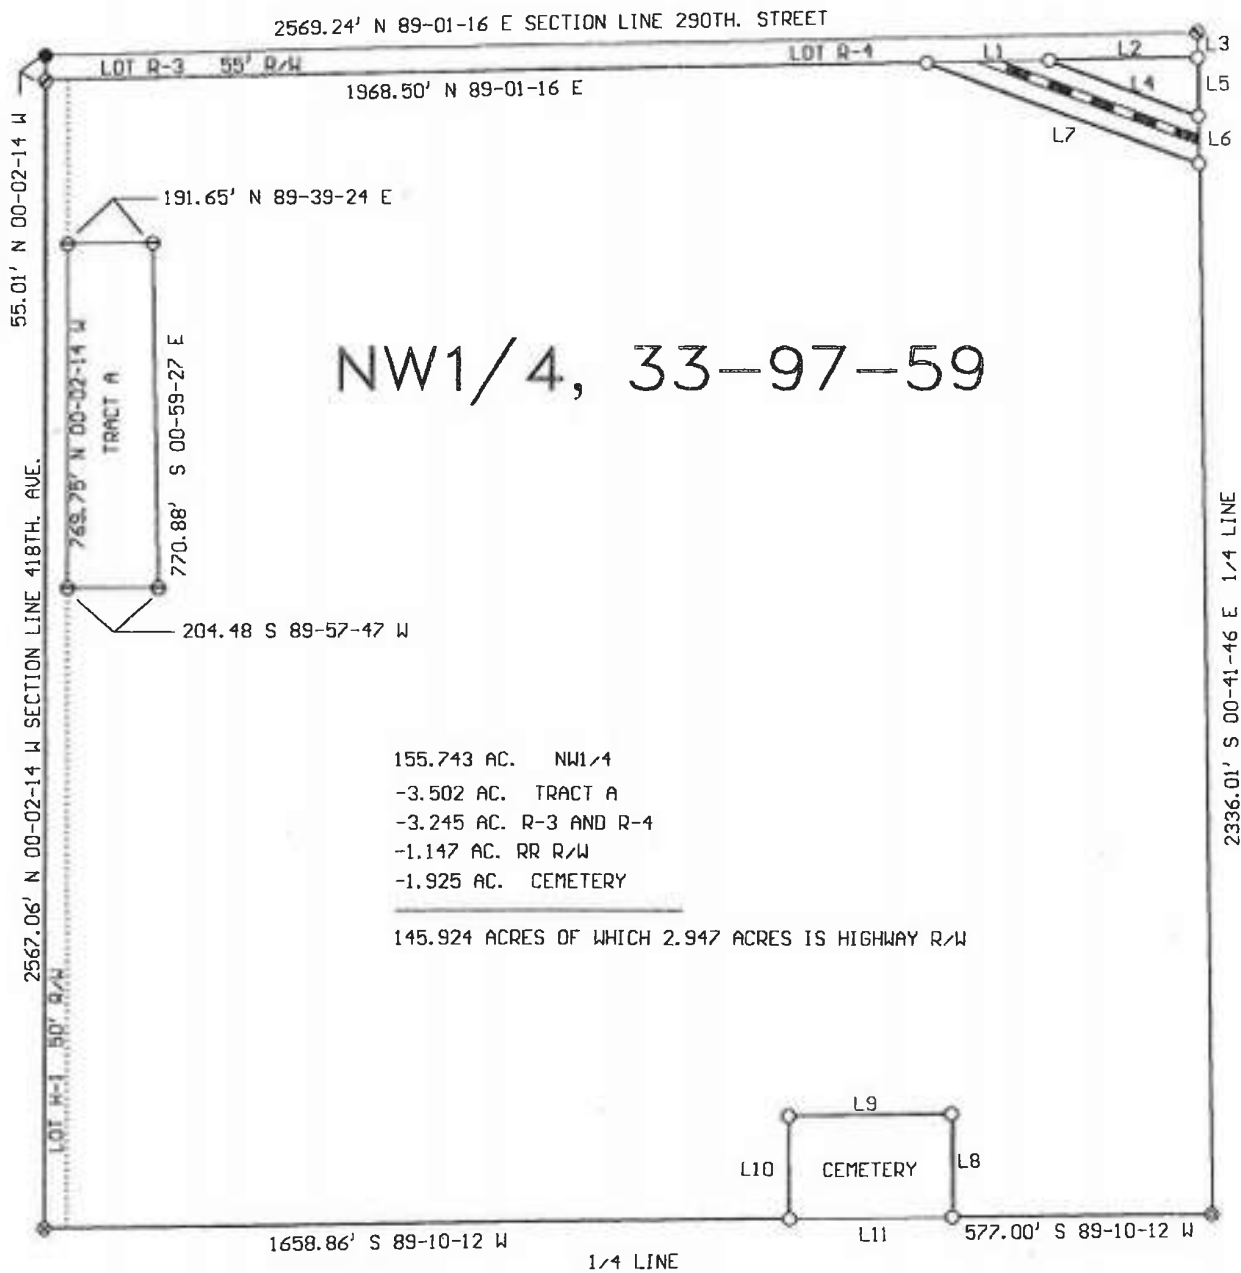 2569.24' N 89-01-16 E SECTION LINE 290TH. STREET
LOT R-3 55' R/W
LOT R-4
L1
L2
L3
1968.50' N 89-01-16 E
L4
L5
L7
L6
55.01' N 00-02-14 W
191.65' N 89-39-24 E
769.75' N 00-02-14 W
TRACT A
770.88' S 00-59-27 E
NW1/4, 33-97-59
204.48 S 89-57-47 W
2567.06' N 00-02-14 W SECTION LINE 418TH. AVE.
2336.01' S 00-41-46 E 1/4 LINE
155.743 AC. NW1/4
-3.502 AC. TRACT A
-3.245 AC. R-3 AND R-4
-1.147 AC. RR R/W
-1.925 AC. CEMETERY
145.924 ACRES OF WHICH 2.947 ACRES IS HIGHWAY R/W
LOT H-1 50' R/W
L9
L10
CEMETERY
L8
1658.86' S 89-10-12 W
L11
577.00' S 89-10-12 W
1/4 LINE